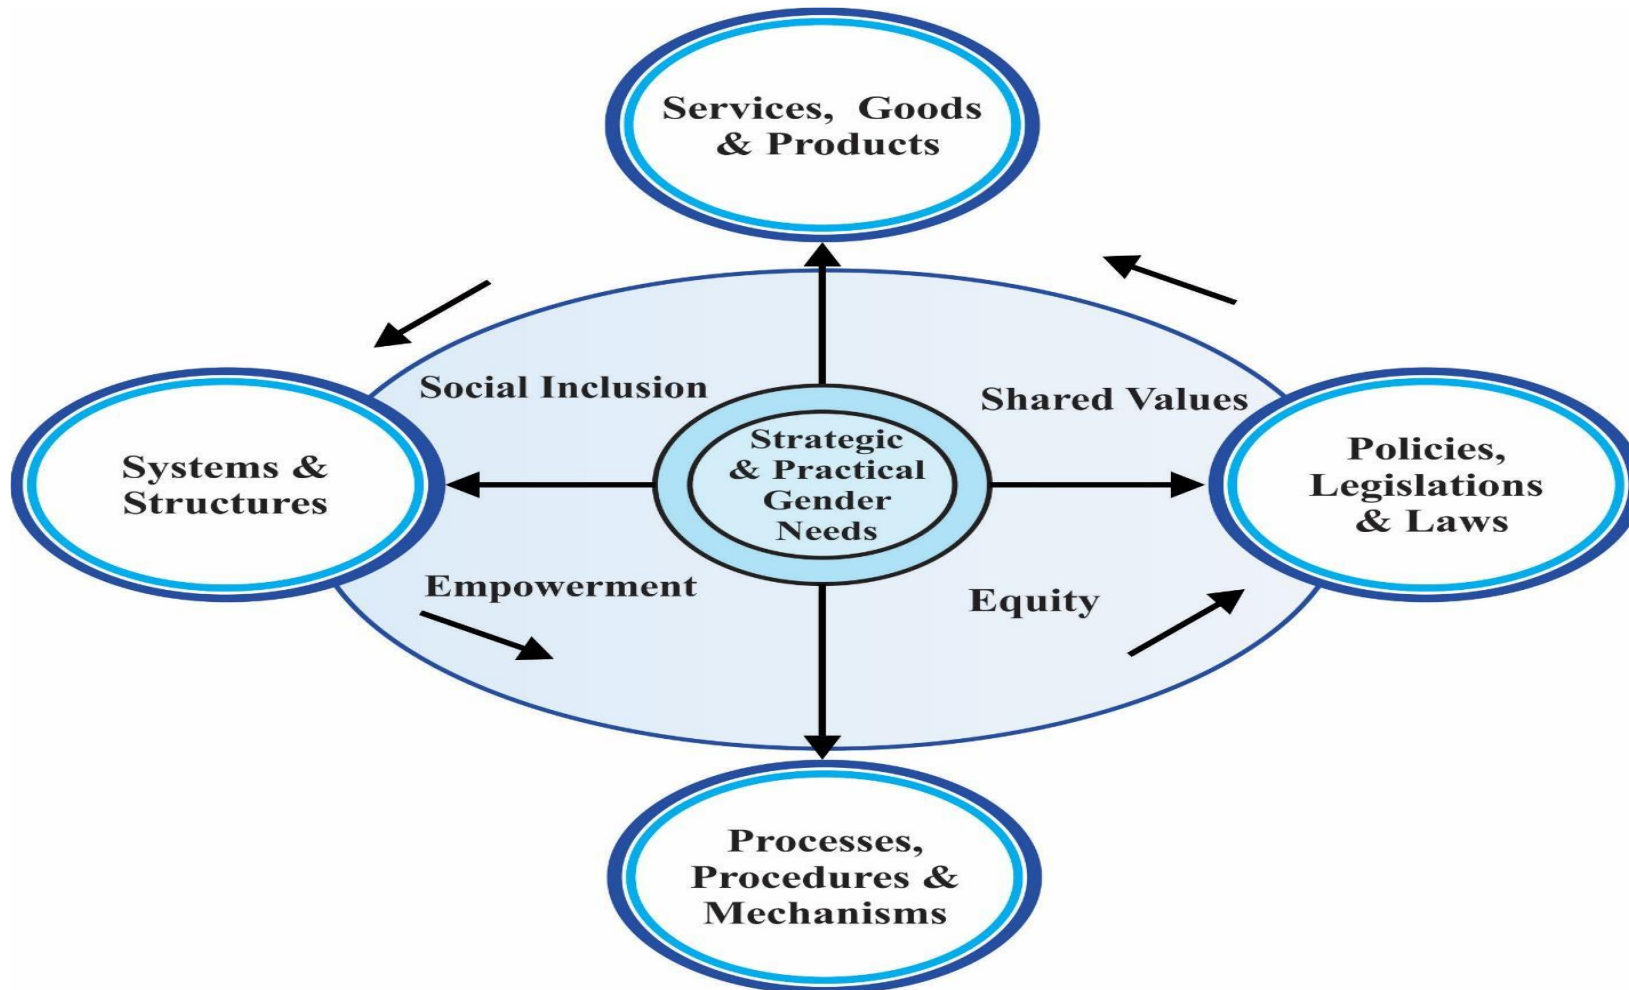 Services, Goods
& Products
Social Inclusion
Shared Values
Systems &
Structures
Strategic
& Practical
Gender
Needs
Policies,
Legislations
& Laws
Empowerment
Equity
Processes,
Procedures &
Mechanisms